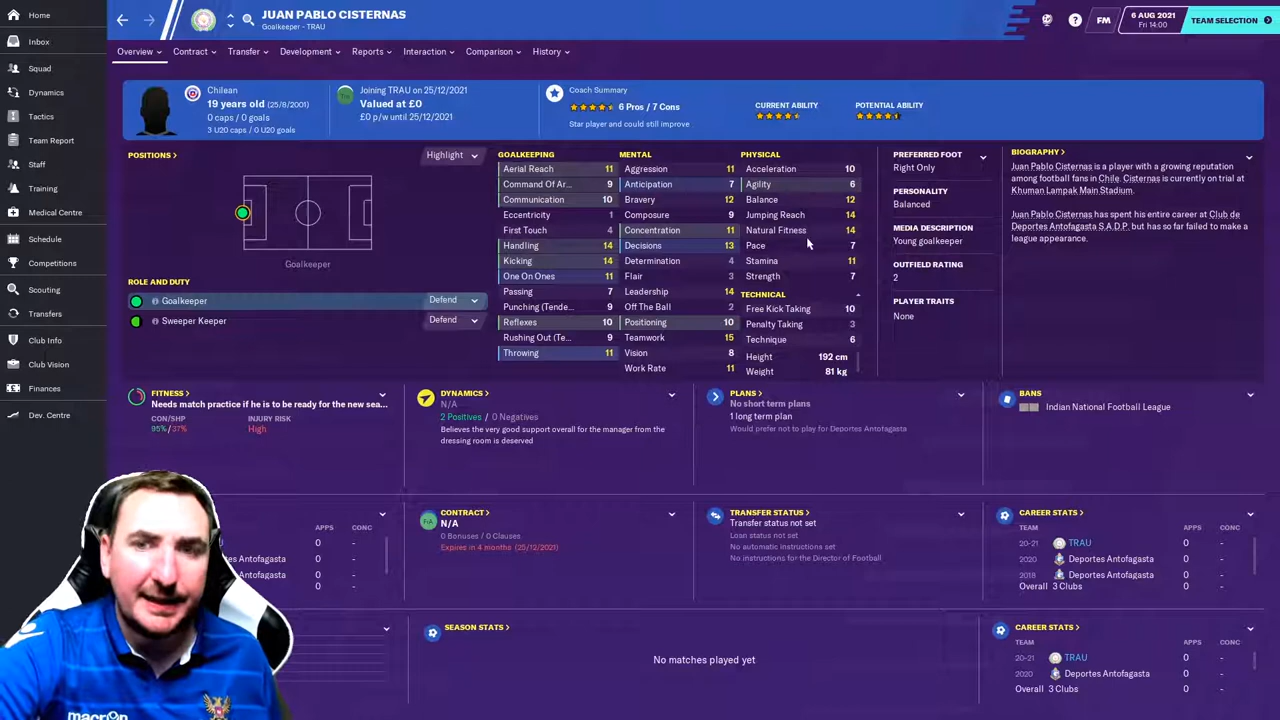 JUAN PABLO CISTERNAS
Goalkeeper - TRAU
FM
6 AUG 2021
Fri 14:00
TEAM SELECTION
Home
Inbox
Squad
Dynamics
Tactics
Team Report
Staff
Training
Medical Centre
Schedule
Competitions
Scouting
Transfers
Club Info
Club Vision
Finances
Dev. Centre
Overview
Contract
Transfer
Development
Reports
Interaction
Comparison
History
Chilean
19 years old (25/8/2001)
0 caps / 0 goals
3 U20 caps / 0 U20 goals
Joining TRAU on 25/12/2021
Valued at £0
£0 p/w until 25/12/2021
Coach Summary
6 Pros / 7 Cons
Star player and could still improve
CURRENT ABILITY
POTENTIAL ABILITY
POSITIONS
Highlight
Goalkeeper
ROLE AND DUTY
Goalkeeper Defend
Sweeper Keeper Defend
GOALKEEPING
Aerial Reach 11
Command Of Ar... 9
Communication 10
Eccentricity 1
First Touch 4
Handling 14
Kicking 14
One On Ones 11
Passing 7
Punching (Tende... 9
Reflexes 10
Rushing Out (Te... 9
Throwing 11
MENTAL
Aggression 11
Anticipation 7
Bravery 12
Composure 9
Concentration 11
Decisions 13
Determination 4
Flair 3
Leadership 14
Off The Ball 2
Positioning 10
Teamwork 15
Vision 8
Work Rate 11
PHYSICAL
Acceleration 10
Agility 6
Balance 12
Jumping Reach 14
Natural Fitness 14
Pace 7
Stamina 11
Strength 7
TECHNICAL
Free Kick Taking 10
Penalty Taking 3
Technique 6
Height 192 cm
Weight 81 kg
PREFERRED FOOT
Right Only
PERSONALITY
Balanced
MEDIA DESCRIPTION
Young goalkeeper
OUTFIELD RATING
2
PLAYER TRAITS
None
BIOGRAPHY
Juan Pablo Cisternas is a player with a growing reputation
among football fans in Chile. Cisternas is currently on trial at
Khuman Lampak Main Stadium.
Juan Pablo Cisternas has spent his entire career at Club de
Deportes Antofagasta S.A.D.P. but has so far failed to make a
league appearance.
FITNESS
Needs match practice if he is to be ready for the new sea...
CON/SHP
95%/37%
INJURY RISK
High
DYNAMICS
N/A
2 Positives / 0 Negatives
Believes the very good support overall for the manager from the
dressing room is deserved
PLANS
No short term plans
1 long term plan
Would prefer not to play for Deportes Antofagasta
BANS
Indian National Football League
APPS CONC
0 -
es Antofagasta 0 -
Antofagasta 0 -
0 -
CONTRACT
N/A
0 Bonuses / 0 Clauses
Expires in 4 months (25/12/2021)
TRANSFER STATUS
Transfer status not set
Loan status not set
No automatic instructions set
No instructions for the Director of Football
CAREER STATS
TEAM APPS CONC
20-21 TRAU 0 -
2020 Deportes Antofagasta 0 -
2018 Deportes Antofagasta 0 -
Overall 3 Clubs 0 -
SEASON STATS
No matches played yet
CAREER STATS
TEAM APPS CONC
20-21 TRAU 0 -
2020 Deportes Antofagasta 0 -
Overall 3 Clubs 0 -
macron